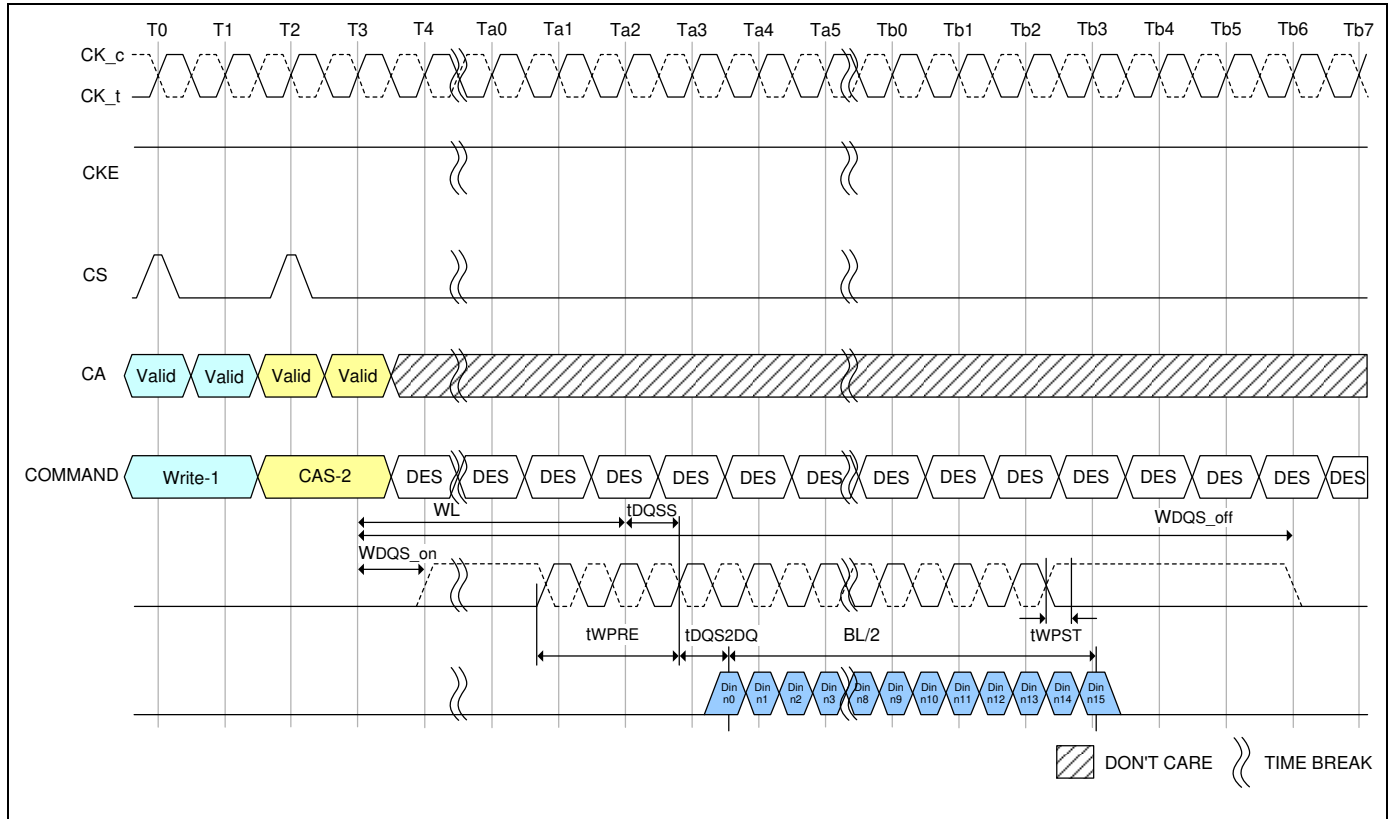 T0 T1 T2 T3 T4 Ta0 Ta1 Ta2 Ta3 Ta4 Ta5 Tb0 Tb1 Tb2 Tb3 Tb4 Tb5 Tb6 Tb7
CK_c
CK_t
CKE
CS
CA Valid Valid Valid Valid
COMMAND Write-1 CAS-2 DES DES DES DES DES DES DES DES DES DES DES DES DES DES DES
WL tDQSS WDQS_off
WDQS_on
tWPRE tDQS2DQ BL/2 tWPST
Din Din Din Din Din Din Din Din Din Din Din Din
n0 n1 n2 n3 n8 n9 n10 n11 n12 n13 n14 n15
DON'T CARE TIME BREAK